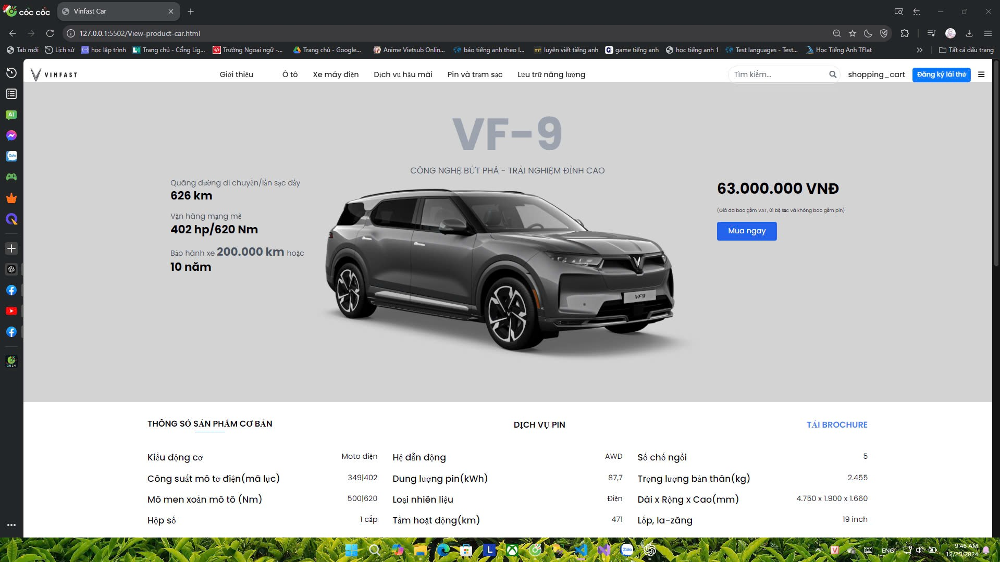 cốc cốc
Vinfast Car
127.0.0.1:5502/View-product-car.html
Tab mới
Lịch sử
học lập trình
Trang chủ - Cổng Lig...
Trường Ngoại ngữ -...
Trang chủ - Google...
Anime Vietsub Onlin...
báo tiếng anh theo l...
mt luyên viết tiếng anh
game tiếng anh
học tiếng anh 1
Test languages - Test...
Học Tiếng Anh TFlat
Tất cả dấu trang
VINFAST
Giới thiệu
Ô tô
Xe máy điện
Dịch vụ hậu mãi
Pin và trạm sạc
Lưu trữ năng lượng
Tìm kiếm...
shopping_cart
Đăng ký lái thử
AI
Zalo
2024
VF-9
CÔNG NGHỆ BỨT PHÁ - TRẢI NGHIỆM ĐỈNH CAO
Quãng đường di chuyển/lần sạc đầy
626 km
Vận hàng mạng mẽ
402 hp/620 Nm
Bảo hành xe 200.000 km hoặc
10 năm
VF9
63.000.000 VNĐ
(Giá đã bao gồm VAT, 01 bộ sạc và không bao gồm pin)
Mua ngay
THÔNG SỐ SẢN PHẨM CƠ BẢN
DỊCH VỤ PIN
TẢI BROCHURE
Kiểu động cơ Moto điện
Hệ dẫn động AWD
Số chỗ ngồi 5
Công suất mô tơ điện(mã lực) 349|402
Dung lượng pin(kWh) 87,7
Trọng lượng bản thân(kg) 2.455
Mô men xoắn mô tô (Nm) 500|620
Loại nhiên liệu Điện
Dài x Rộng x Cao(mm) 4.750 x 1.900 x 1.660
Hộp số 1 cấp
Tầm hoạt động(km) 471
Lốp, la-zăng 19 inch
L
Zalo
V
ENG
9:46 AM
12/25/2024